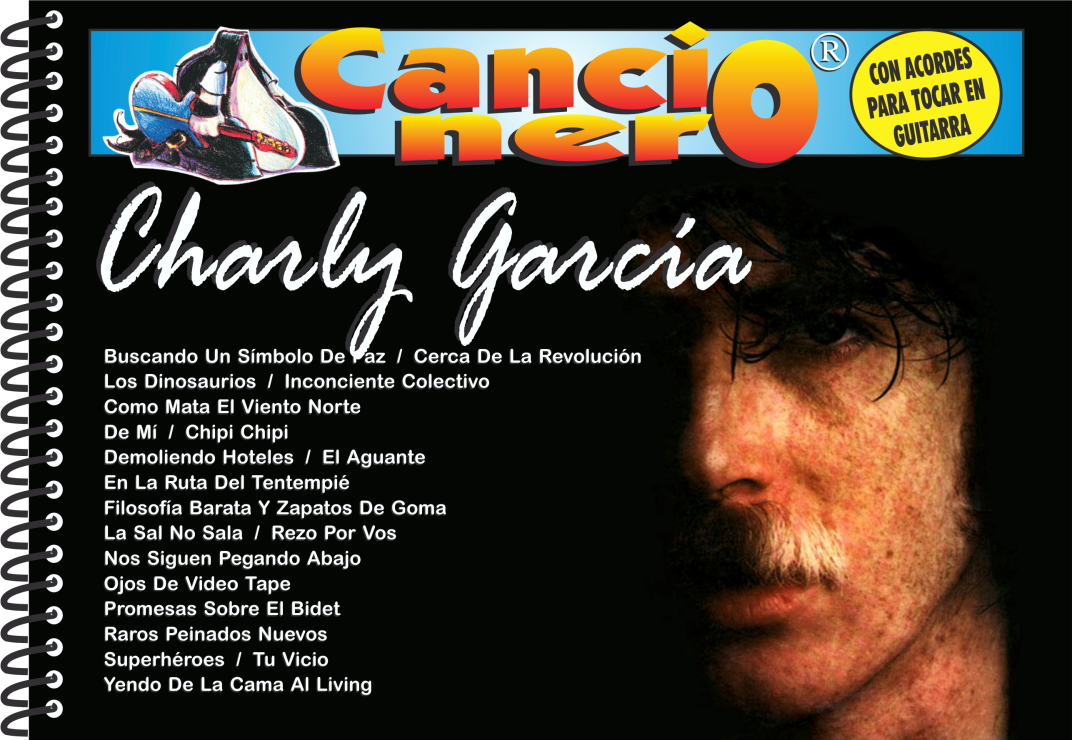 Cancio
nero
®
CON ACORDES
PARA TOCAR EN
GUITARRA
Charly García
Buscando Un Símbolo De Paz / Cerca De La Revolución
Los Dinosaurios / Inconciente Colectivo
Como Mata El Viento Norte
De Mí / Chipi Chipi
Demoliendo Hoteles / El Aguante
En La Ruta Del Tentempié
Filosofía Barata Y Zapatos De Goma
La Sal No Sala / Rezo Por Vos
Nos Siguen Pegando Abajo
Ojos De Video Tape
Promesas Sobre El Bidet
Raros Peinados Nuevos
Superhéroes / Tu Vicio
Yendo De La Cama Al Living